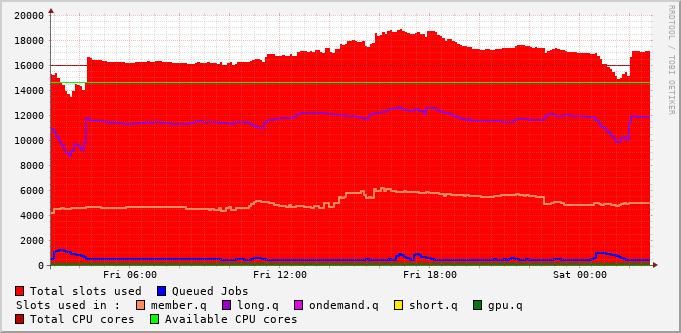 20000
18000
16000
14000
12000
10000
8000
6000
4000
2000
0
Fri 06:00 Fri 12:00 Fri 18:00 Sat 00:00
RRDTOOL / TOBI OETIKER
Total slots used Queued Jobs
Slots used in : member.q long.q ondemand.q short.q gpu.q
Total CPU cores Available CPU cores